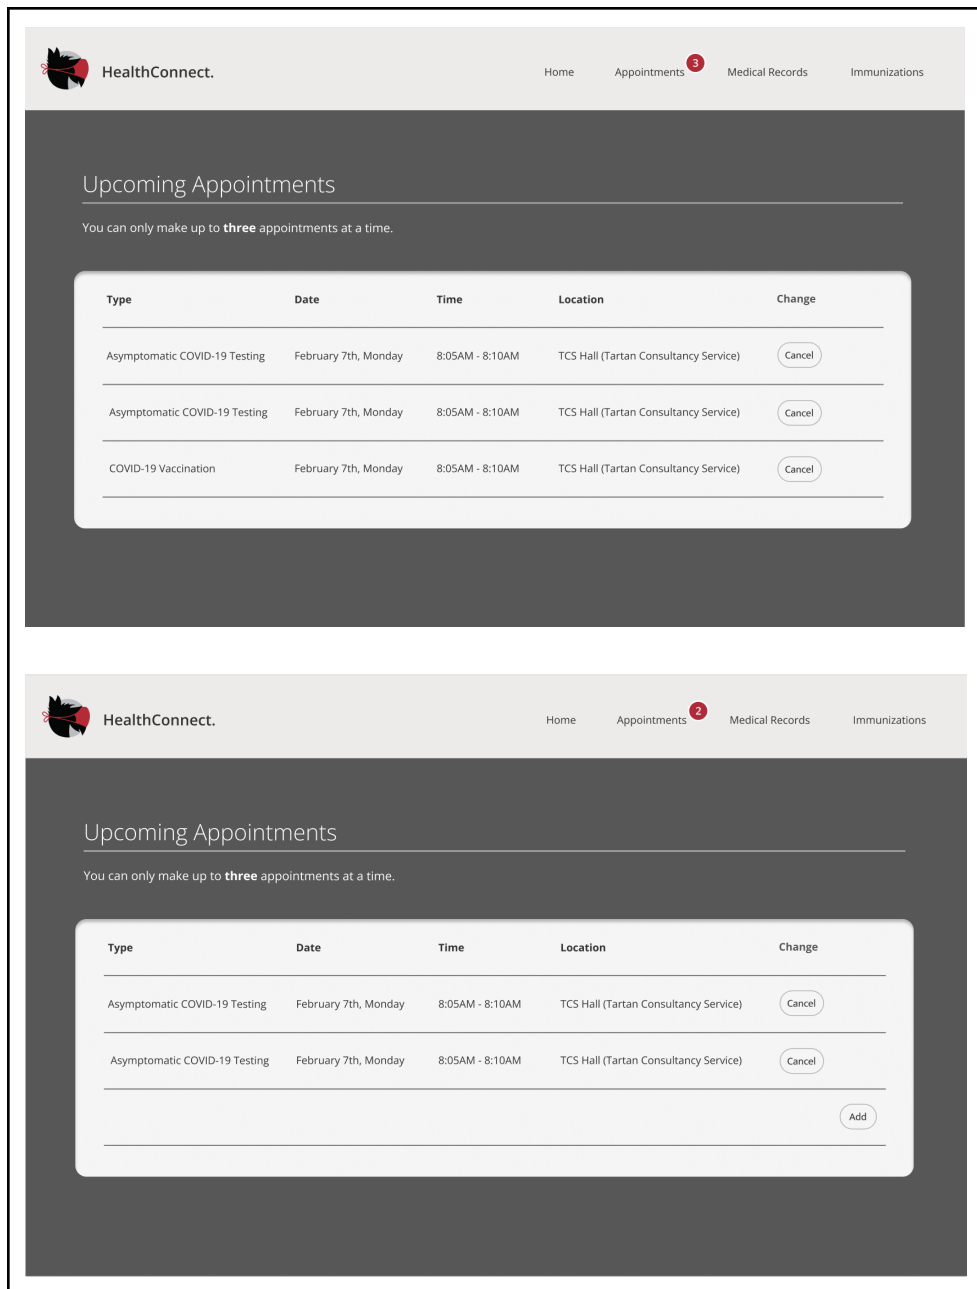 HealthConnect. Home Appointments 3 Medical Records Immunizations
Upcoming Appointments
You can only make up to three appointments at a time.
Type Date Time Location Change
Asymptomatic COVID-19 Testing February 7th, Monday 8:05AM - 8:10AM TCS Hall (Tartan Consultancy Service) Cancel
Asymptomatic COVID-19 Testing February 7th, Monday 8:05AM - 8:10AM TCS Hall (Tartan Consultancy Service) Cancel
COVID-19 Vaccination February 7th, Monday 8:05AM - 8:10AM TCS Hall (Tartan Consultancy Service) Cancel
HealthConnect. Home Appointments 2 Medical Records Immunizations
Upcoming Appointments
You can only make up to three appointments at a time.
Type Date Time Location Change
Asymptomatic COVID-19 Testing February 7th, Monday 8:05AM - 8:10AM TCS Hall (Tartan Consultancy Service) Cancel
Asymptomatic COVID-19 Testing February 7th, Monday 8:05AM - 8:10AM TCS Hall (Tartan Consultancy Service) Cancel
Add